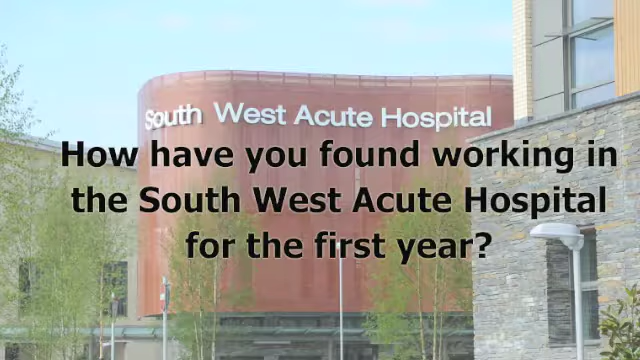 South West Acute Hospital
How have you found working in
the South West Acute Hospital
for the first year?